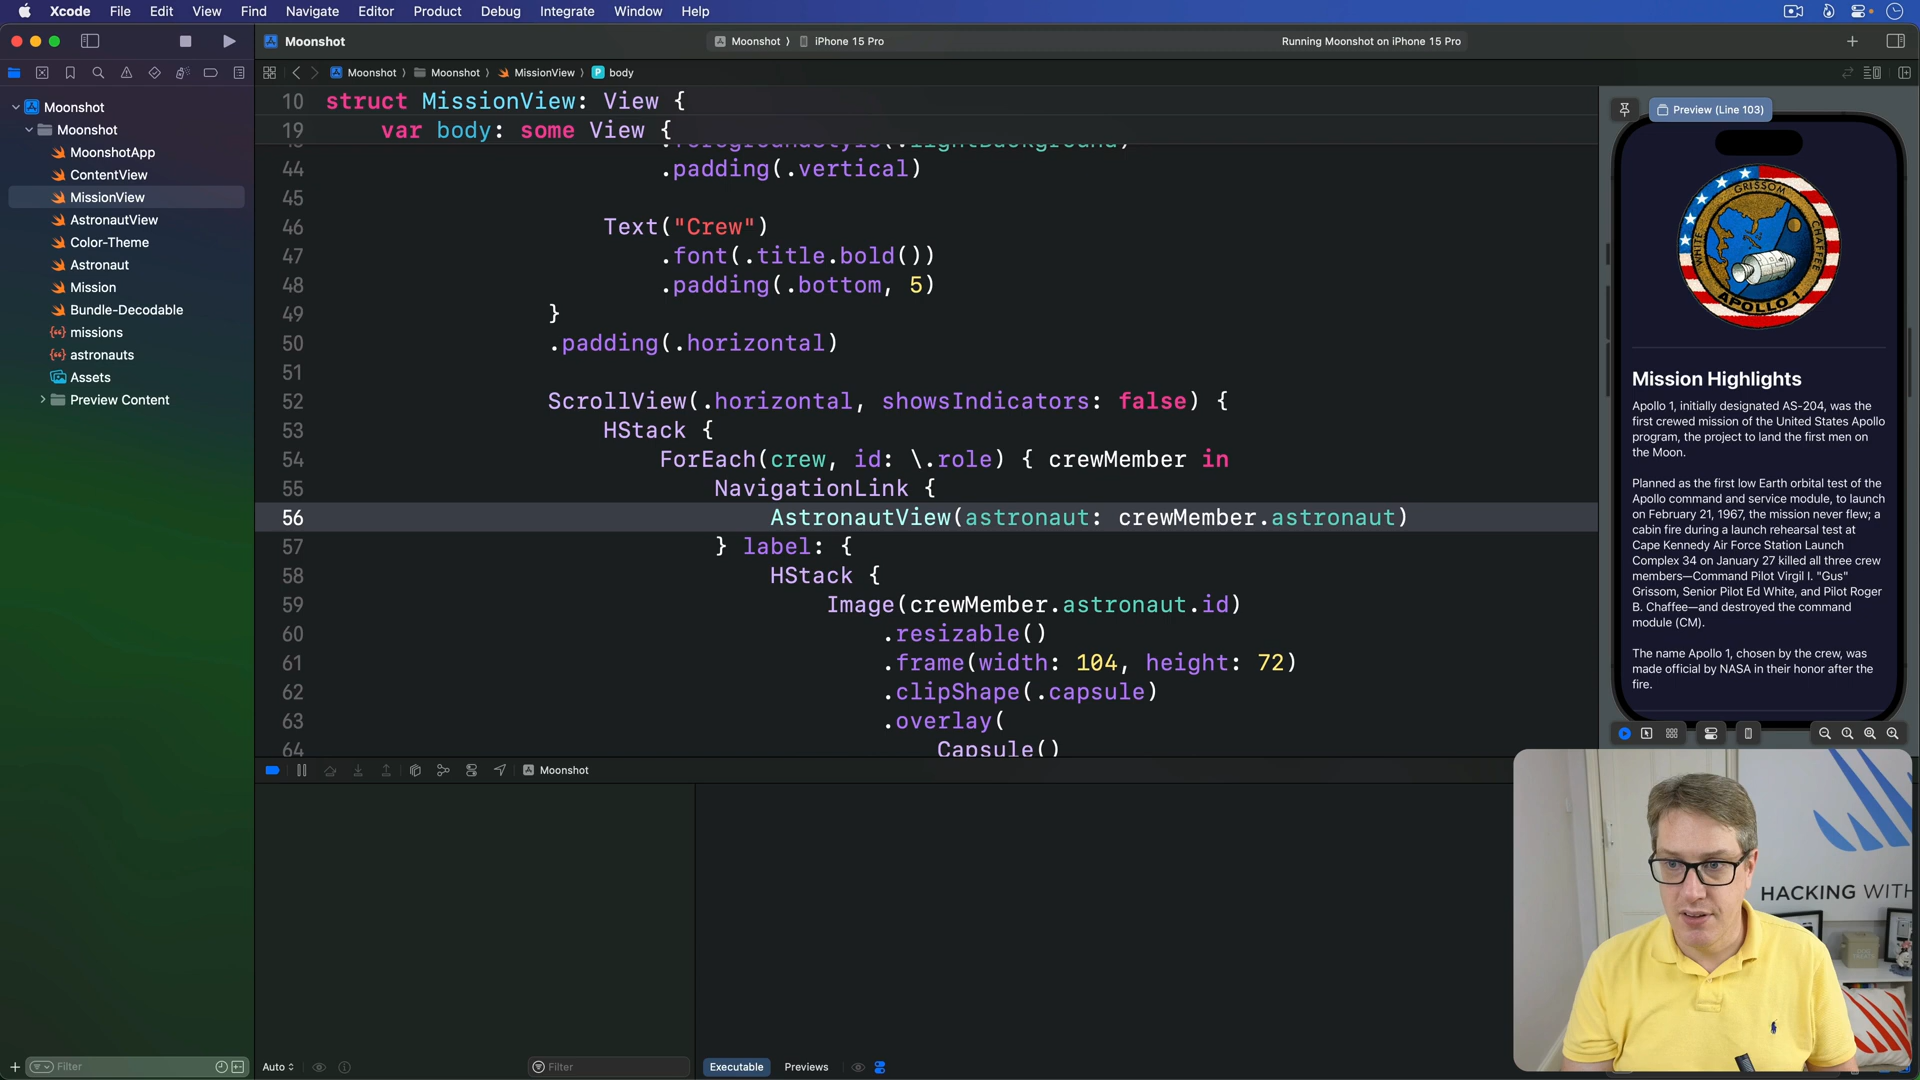 Xcode File Edit View Find Navigate Editor Product Debug Integrate Window Help
Moonshot
Moonshot 〉 iPhone 15 Pro
Running Moonshot on iPhone 15 Pro
Moonshot 〉 Moonshot 〉 MissionView 〉 P body
Moonshot
Moonshot
MoonshotApp
ContentView
MissionView
AstronautView
Color-Theme
Astronaut
Mission
Bundle-Decodable
missions
astronauts
Assets
Preview Content
10 struct MissionView: View {
19 var body: some View {
.foregroundStyle(.lightBackground)
44 .padding(.vertical)
45
46 Text("Crew")
47 .font(.title.bold())
48 .padding(.bottom, 5)
49 }
50 .padding(.horizontal)
51
52 ScrollView(.horizontal, showsIndicators: false) {
53 HStack {
54 ForEach(crew, id: \.role) { crewMember in
55 NavigationLink {
56 AstronautView(astronaut: crewMember.astronaut)
57 } label: {
58 HStack {
59 Image(crewMember.astronaut.id)
60 .resizable()
61 .frame(width: 104, height: 72)
62 .clipShape(.capsule)
63 .overlay(
64 Capsule()
Preview (Line 103)
GRISSOM
WHITE
CHAFFEE
APOLLO 1
Mission Highlights
Apollo 1, initially designated AS-204, was the
first crewed mission of the United States Apollo
program, the project to land the first men on
the Moon.
Planned as the first low Earth orbital test of the
Apollo command and service module, to launch
on February 21, 1967, the mission never flew; a
cabin fire during a launch rehearsal test at
Cape Kennedy Air Force Station Launch
Complex 34 on January 27 killed all three crew
members—Command Pilot Virgil I. "Gus"
Grissom, Senior Pilot Ed White, and Pilot Roger
B. Chaffee—and destroyed the command
module (CM).
The name Apollo 1, chosen by the crew, was
made official by NASA in their honor after the
fire.
Moonshot
HACKING WITH
Filter
Auto
Filter
Executable
Previews